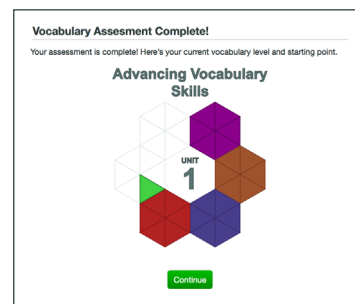 Vocabulary Assesment Complete!
Your assessment is complete! Here's your current vocabulary level and starting point.
Advancing Vocabulary
Skills
UNIT
1
Continue